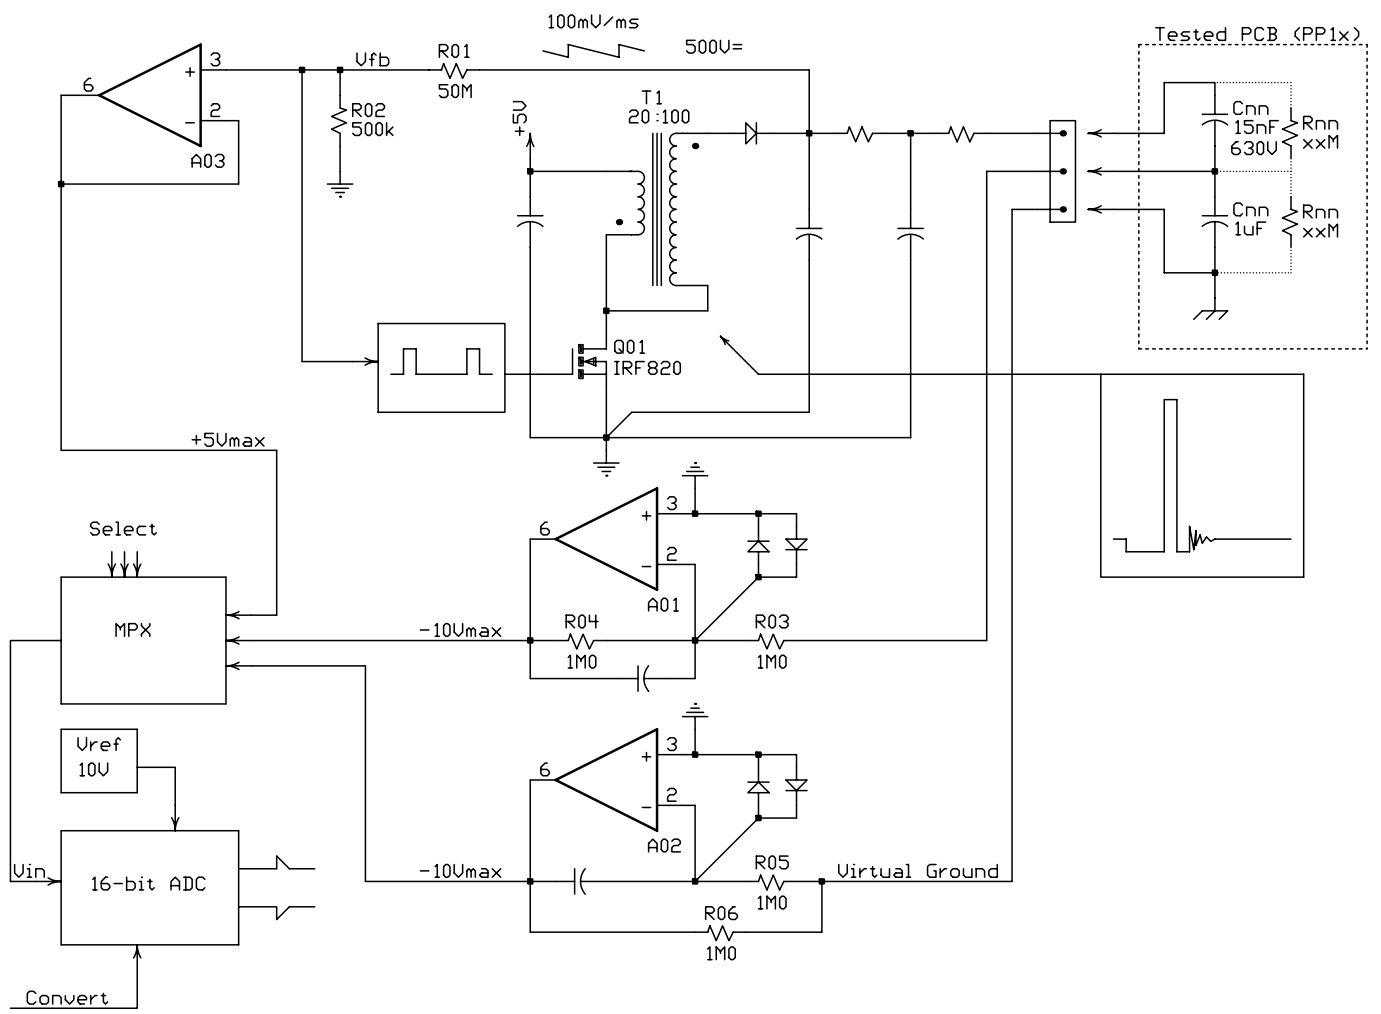 100mV/ms
500V=
Tested PCB (PP1x)
3
Vfb
R01
50M
6
+
2
−
A03
R02
500k
+5V
T1
20:100
Cnn
15nF
630V
Rnn
xxM
Cnn
1uF
Rnn
xxM
Q01
IRF820
+5Vmax
Select
MPX
3
6
+
2
−
A01
R04
1M0
R03
1M0
-10Vmax
Vref
10V
3
6
+
2
−
A02
-10Vmax
R05
1M0
Virtual Ground
R06
1M0
Vin
16-bit ADC
Convert